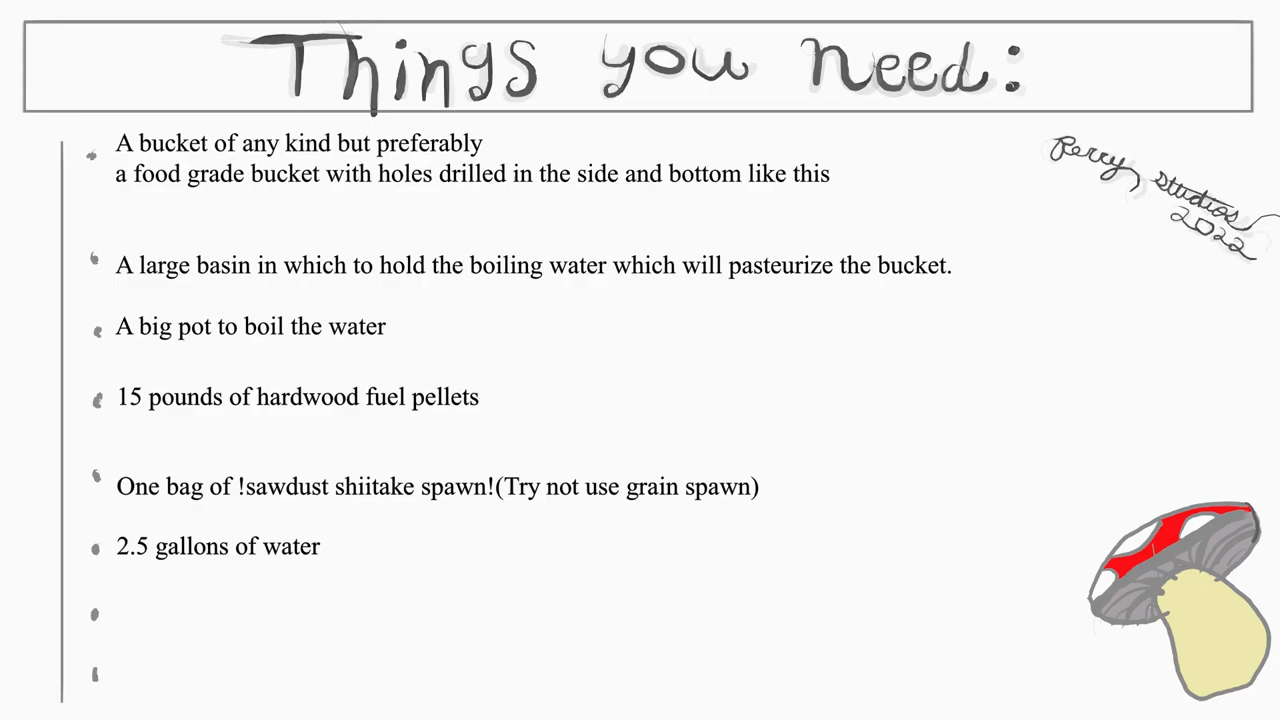 Things you need:
A bucket of any kind but preferably
a food grade bucket with holes drilled in the side and bottom like this
Perry studios
2022
A large basin in which to hold the boiling water which will pasteurize the bucket.
A big pot to boil the water
15 pounds of hardwood fuel pellets
One bag of !sawdust shiitake spawn!(Try not use grain spawn)
2.5 gallons of water